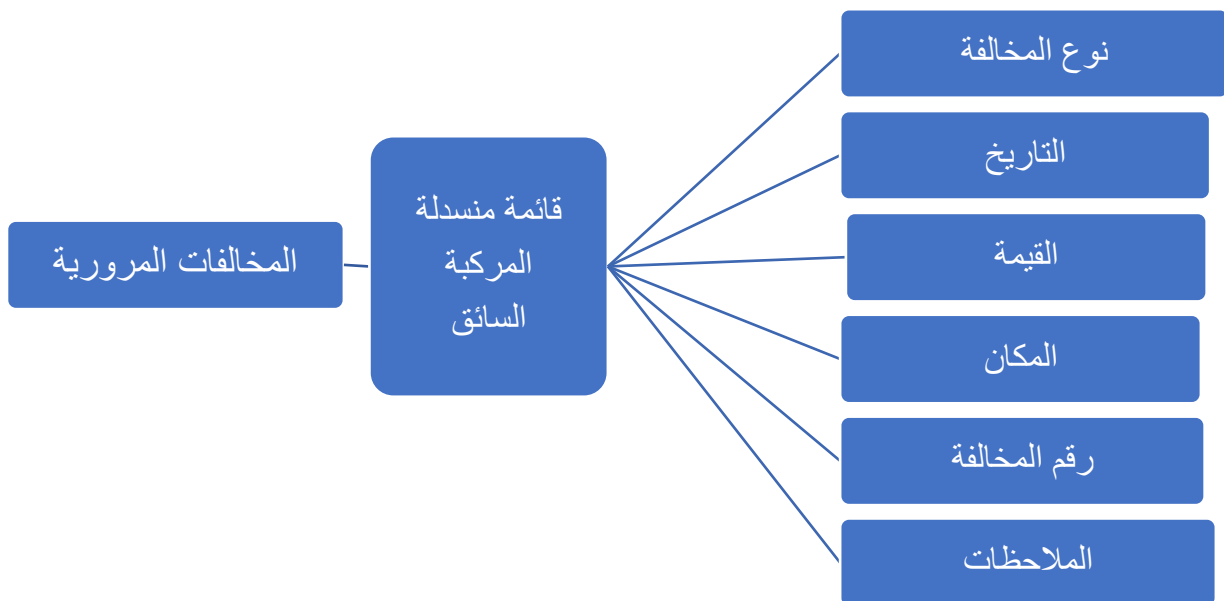 المخالفات المرورية
قائمة منسدلة
المركبة
السائق
نوع المخالفة
التاريخ
القيمة
المكان
رقم المخالفة
الملاحظات